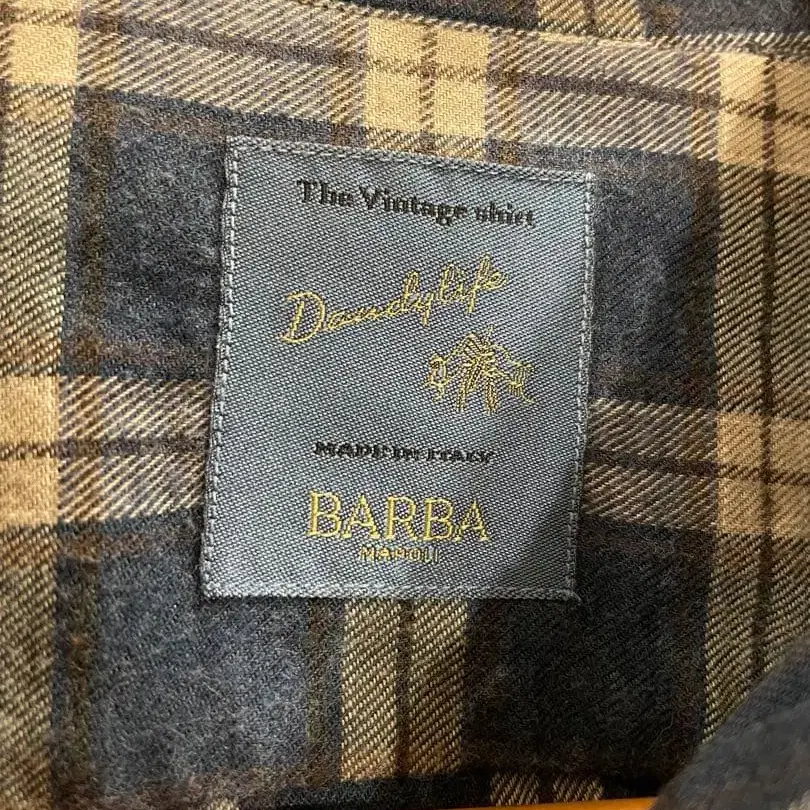 The Vintage shirt
Dandylife
MADE IN ITALY
BARBA
NAPOLI